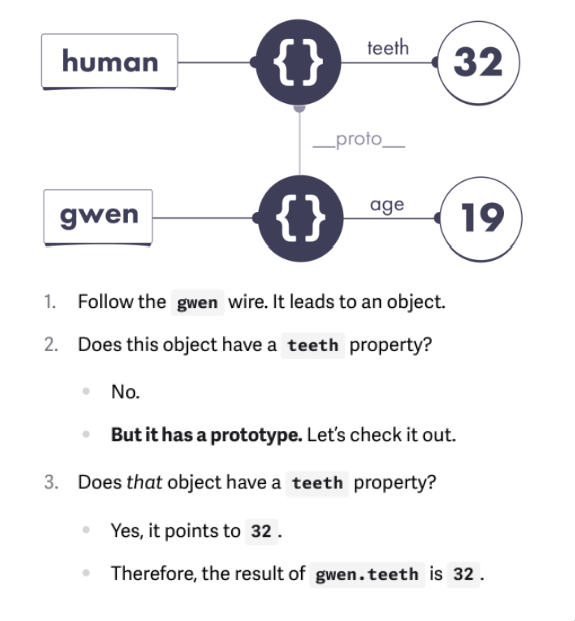 human
{}
teeth
32
__proto__
gwen
{}
age
19
1. Follow the gwen wire. It leads to an object.
2. Does this object have a teeth property?
No.
But it has a prototype. Let's check it out.
3. Does that object have a teeth property?
Yes, it points to 32 .
Therefore, the result of gwen.teeth is 32 .